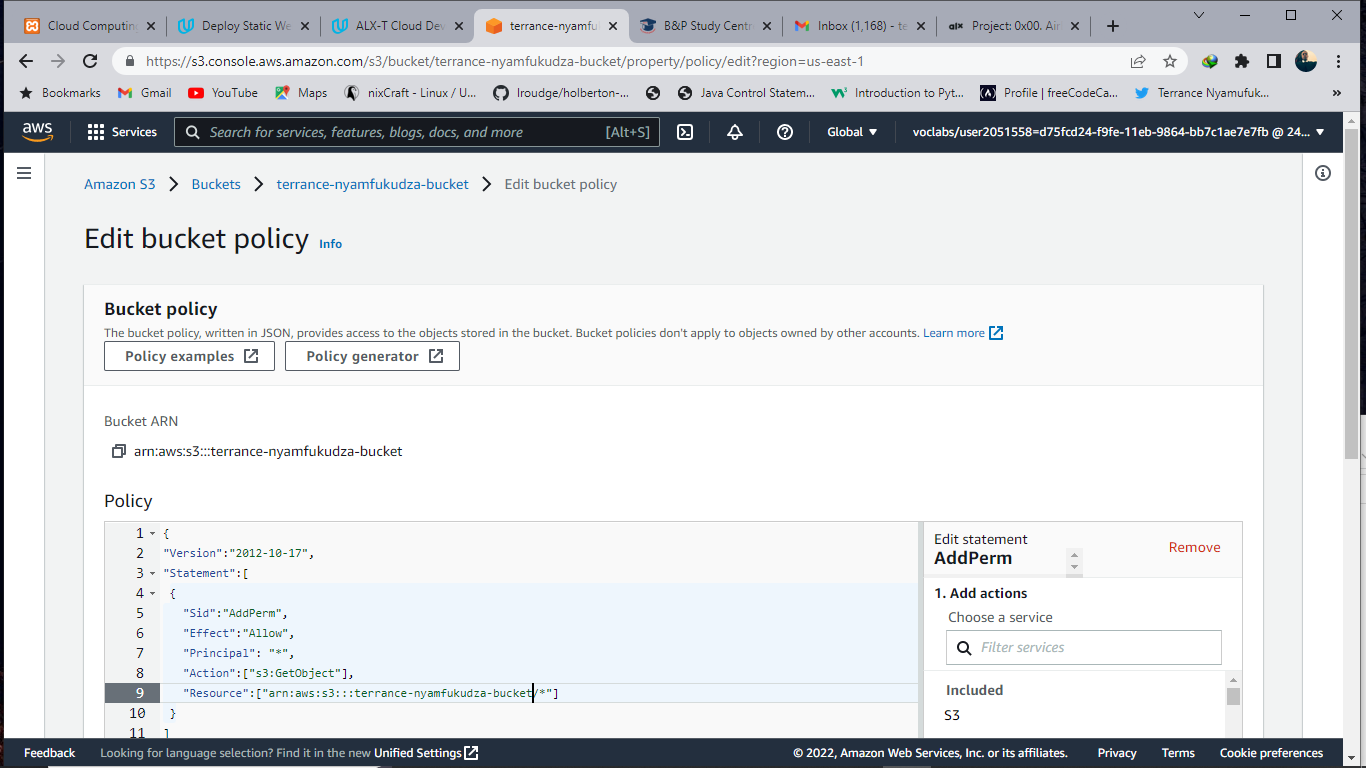 Cloud Computing
Deploy Static We
ALX-T Cloud Dev
terrance-nyamfu
B&P Study Centr
Inbox (1,168) - te
alx Project: 0x00. Air
https://s3.console.aws.amazon.com/s3/bucket/terrance-nyamfukudza-bucket/property/policy/edit?region=us-east-1
Bookmarks
Gmail
YouTube
Maps
nixCraft - Linux / U...
Iroudge/holberton-...
Java Control Statem...
Introduction to Pyt...
Profile | freeCodeCa...
Terrance Nyamufuk...
»
aws
Services
Search for services, features, blogs, docs, and more [Alt+S]
Global
voclabs/user2051558=d75fcd24-f9fe-11eb-9864-bb7c1ae7e7fb @ 24...
Amazon S3
Buckets
terrance-nyamfukudza-bucket
Edit bucket policy
Edit bucket policy Info
Bucket policy
The bucket policy, written in JSON, provides access to the objects stored in the bucket. Bucket policies don't apply to objects owned by other accounts. Learn more
Policy examples
Policy generator
Bucket ARN
arn:aws:s3:::terrance-nyamfukudza-bucket
Policy
1 {
2 "Version":"2012-10-17",
3 "Statement":[
4 {
5 "Sid":"AddPerm",
6 "Effect":"Allow",
7 "Principal": "*",
8 "Action":["s3:GetObject"],
9 "Resource":["arn:aws:s3:::terrance-nyamfukudza-bucket/*"]
10 }
11 ]
Edit statement
AddPerm
Remove
1. Add actions
Choose a service
Filter services
Included
S3
Feedback
Looking for language selection? Find it in the new Unified Settings
© 2022, Amazon Web Services, Inc. or its affiliates.
Privacy
Terms
Cookie preferences